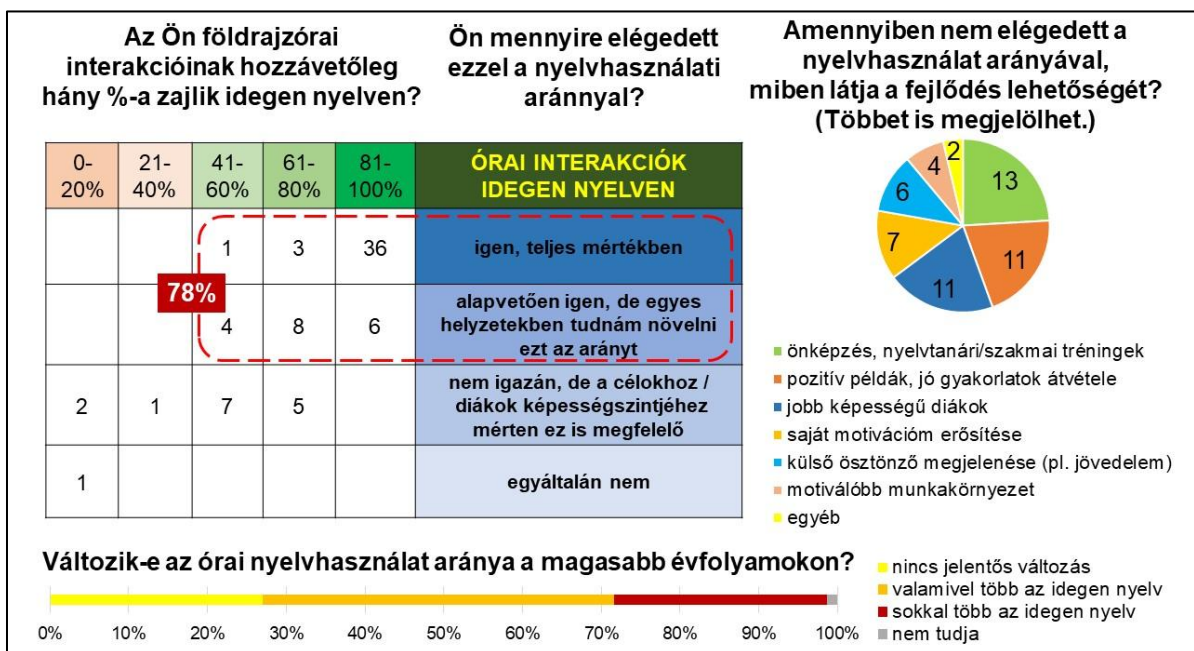 Az Ön földrajzórai
interakcióinak hozzávetőleg
hány %-a zajlik idegen nyelven?
Ön mennyire elégedett
ezzel a nyelvhasználati
aránnyal?
Amennyiben nem elégedett a
nyelvhasználat arányával,
miben látja a fejlődés lehetőségét?
(Többet is megjelölhet.)
0-
20%
21-
40%
41-
60%
61-
80%
81-
100%
ÓRAI INTERAKCIÓK
IDEGEN NYELVEN
1 3 36
igen, teljes mértékben
78%
4 8 6
alapvetően igen, de egyes
helyzetekben tudnám növelni
ezt az arányt
2 1 7 5
nem igazán, de a célokhoz /
diákok képességszintjéhez
mérten ez is megfelelő
1
egyáltalán nem
13
11
11
7
6
4
2
önképzés, nyelvtanári/szakmai tréningek
pozitív példák, jó gyakorlatok átvétele
jobb képességű diákok
saját motivációm erősítése
külső ösztönző megjelenése (pl. jövedelem)
motiválóbb munkakörnyezet
egyéb
Változik-e az órai nyelvhasználat aránya a magasabb évfolyamokon?
0% 10% 20% 30% 40% 50% 60% 70% 80% 90% 100%
nincs jelentős változás
valamivel több az idegen nyelv
sokkal több az idegen nyelv
nem tudja